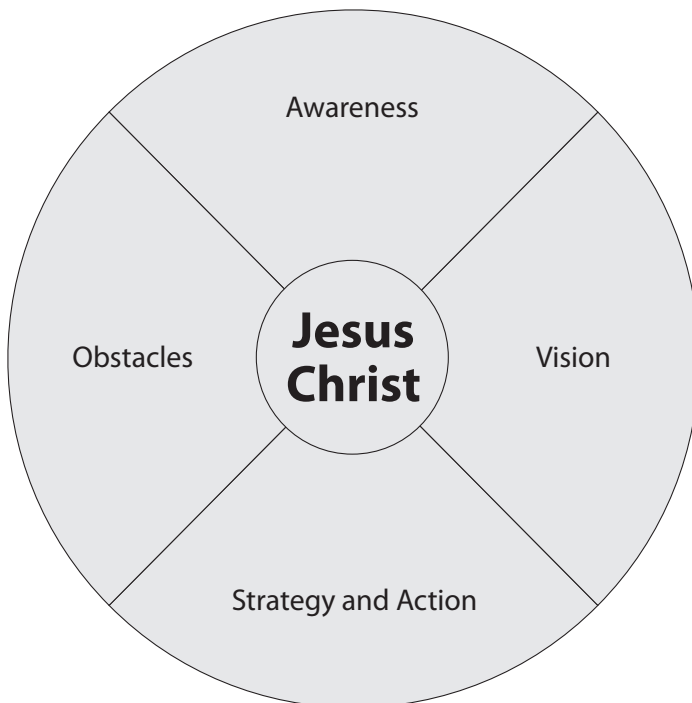 Awareness
Obstacles
Jesus
Christ
Vision
Strategy and Action